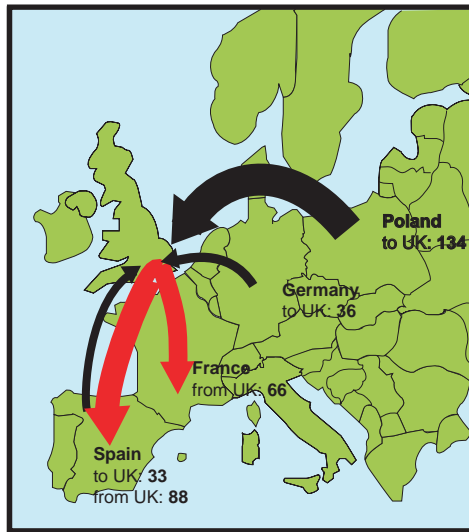 Poland
to UK: 134
Germany
to UK: 36
France
from UK: 66
Spain
to UK: 33
from UK: 88